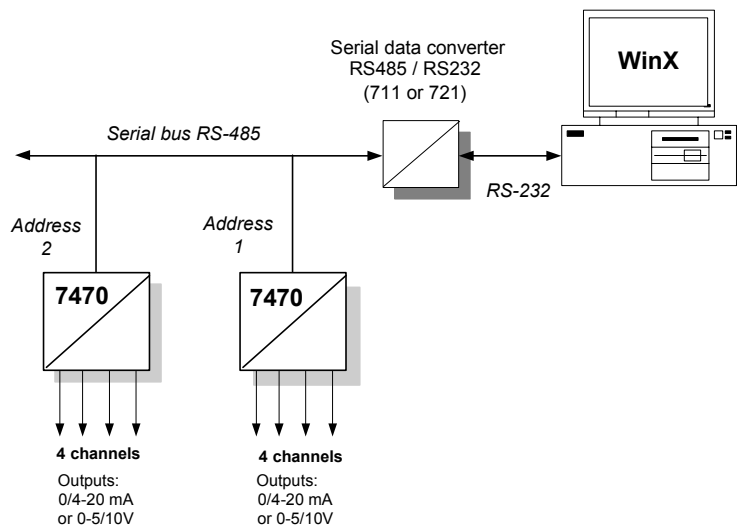 Serial data converter
RS485 / RS232
(711 or 721)
WinX
Serial bus RS-485
RS-232
Address
2
Address
1
7470
7470
4 channels
Outputs:
0/4-20 mA
or 0-5/10V
4 channels
Outputs:
0/4-20 mA
or 0-5/10V